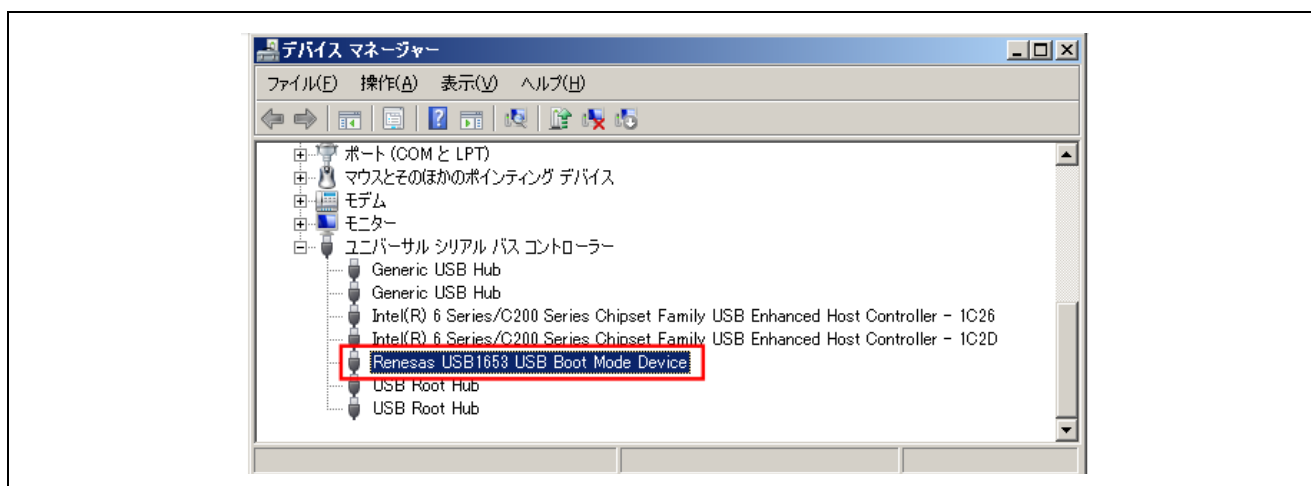 デバイス マネージャー
ファイル(F) 操作(A) 表示(V) ヘルプ(H)
ポート (COM と LPT)
マウスとそのほかのポインティング デバイス
モデム
モニター
ユニバーサル シリアル バス コントローラー
Generic USB Hub
Generic USB Hub
Intel(R) 6 Series/C200 Series Chipset Family USB Enhanced Host Controller - 1C26
Intel(R) 6 Series/C200 Series Chipset Family USB Enhanced Host Controller - 1C2D
Renesas USB1653 USB Boot Mode Device
USB Root Hub
USB Root Hub